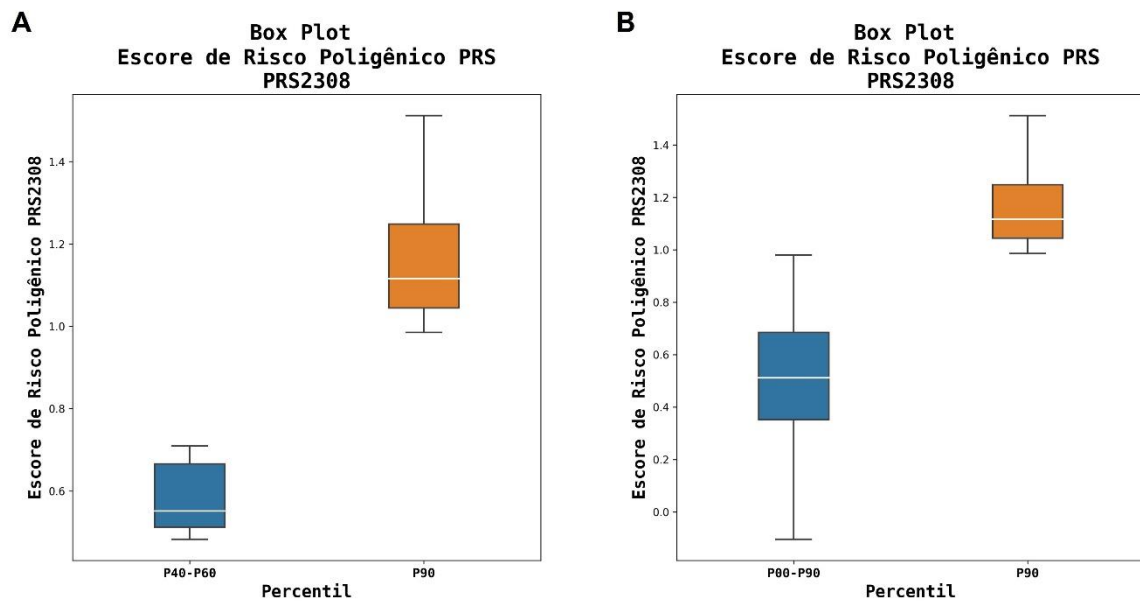 A
Box Plot
Escore de Risco Poligênico PRS
PRS2308
Escore de Risco Poligênico PRS2308
1.4
1.2
1.0
0.8
0.6
P40-P60
P90
Percentil
B
Box Plot
Escore de Risco Poligênico PRS
PRS2308
Escore de Risco Poligênico PRS2308
1.4
1.2
1.0
0.8
0.6
0.4
0.2
0.0
P00-P90
P90
Percentil